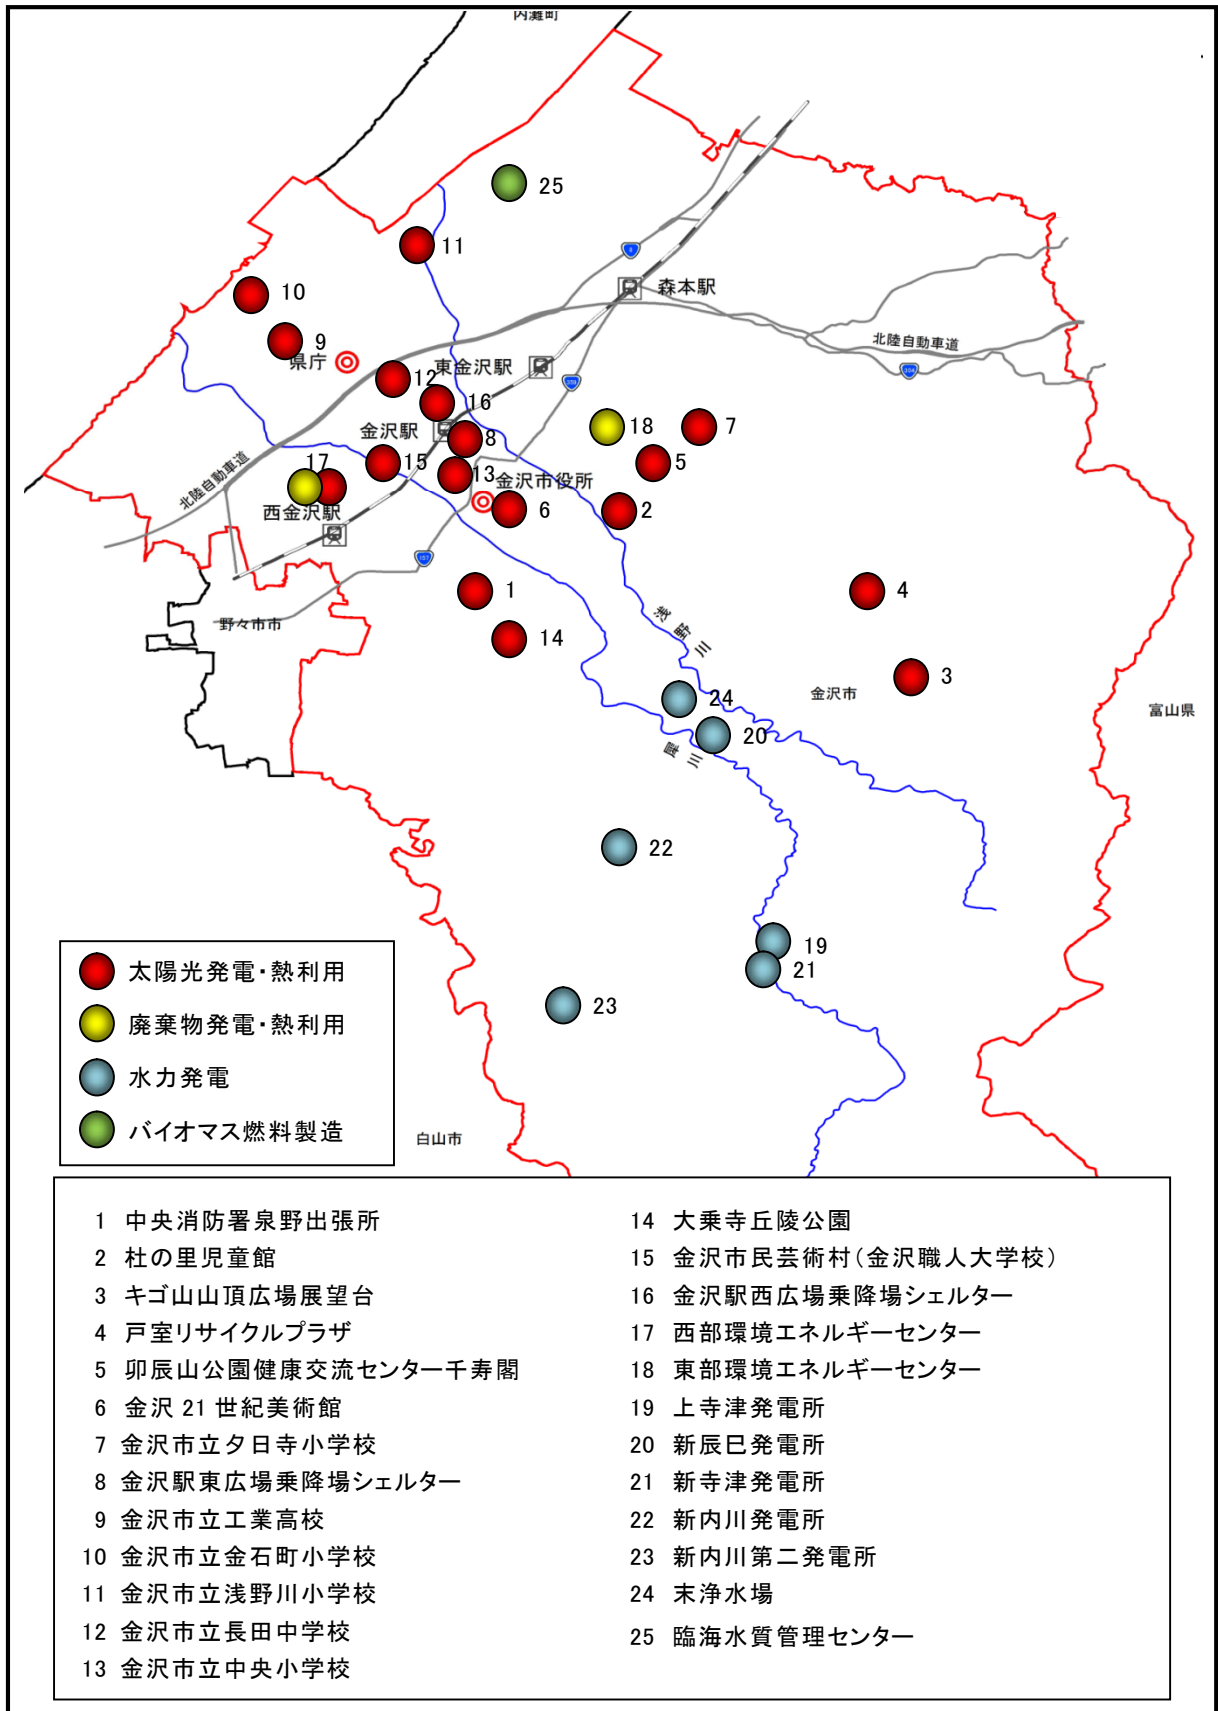 内灘町
25
11
8
森本駅
10
北陸自動車道
9
県庁
304
12
東金沢駅
359
16
金沢駅
18
7
8
5
17
15
13
金沢市役所
北陸自動車道
6
2
西金沢駅
157
1
4
浅野川
野々市市
14
3
金沢市
24
富山県
20
犀川
22
19
21
23
太陽光発電・熱利用
廃棄物発電・熱利用
水力発電
バイオマス燃料製造
白山市
1 中央消防署泉野出張所
2 杜の里児童館
3 キゴ山山頂広場展望台
4 戸室リサイクルプラザ
5 卯辰山公園健康交流センター千寿閣
6 金沢21世紀美術館
7 金沢市立夕日寺小学校
8 金沢駅東広場乗降場シェルター
9 金沢市立工業高校
10 金沢市立金石町小学校
11 金沢市立浅野川小学校
12 金沢市立長田中学校
13 金沢市立中央小学校
14 大乗寺丘陵公園
15 金沢市民芸術村(金沢職人大学校)
16 金沢駅西広場乗降場シェルター
17 西部環境エネルギーセンター
18 東部環境エネルギーセンター
19 上寺津発電所
20 新辰巳発電所
21 新寺津発電所
22 新内川発電所
23 新内川第二発電所
24 末浄水場
25 臨海水質管理センター